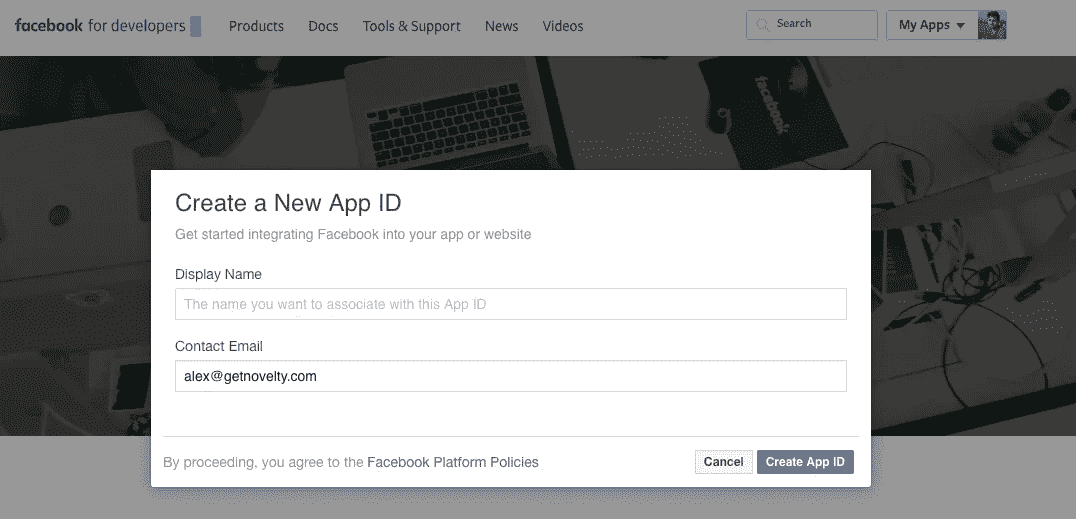 facebook for developers Products Docs Tools & Support News Videos Search My Apps
facebook
Create a New App ID
Get started integrating Facebook into your app or website
Display Name
The name you want to associate with this App ID
Contact Email
alex@getnovelty.com
By proceeding, you agree to the Facebook Platform Policies Cancel Create App ID